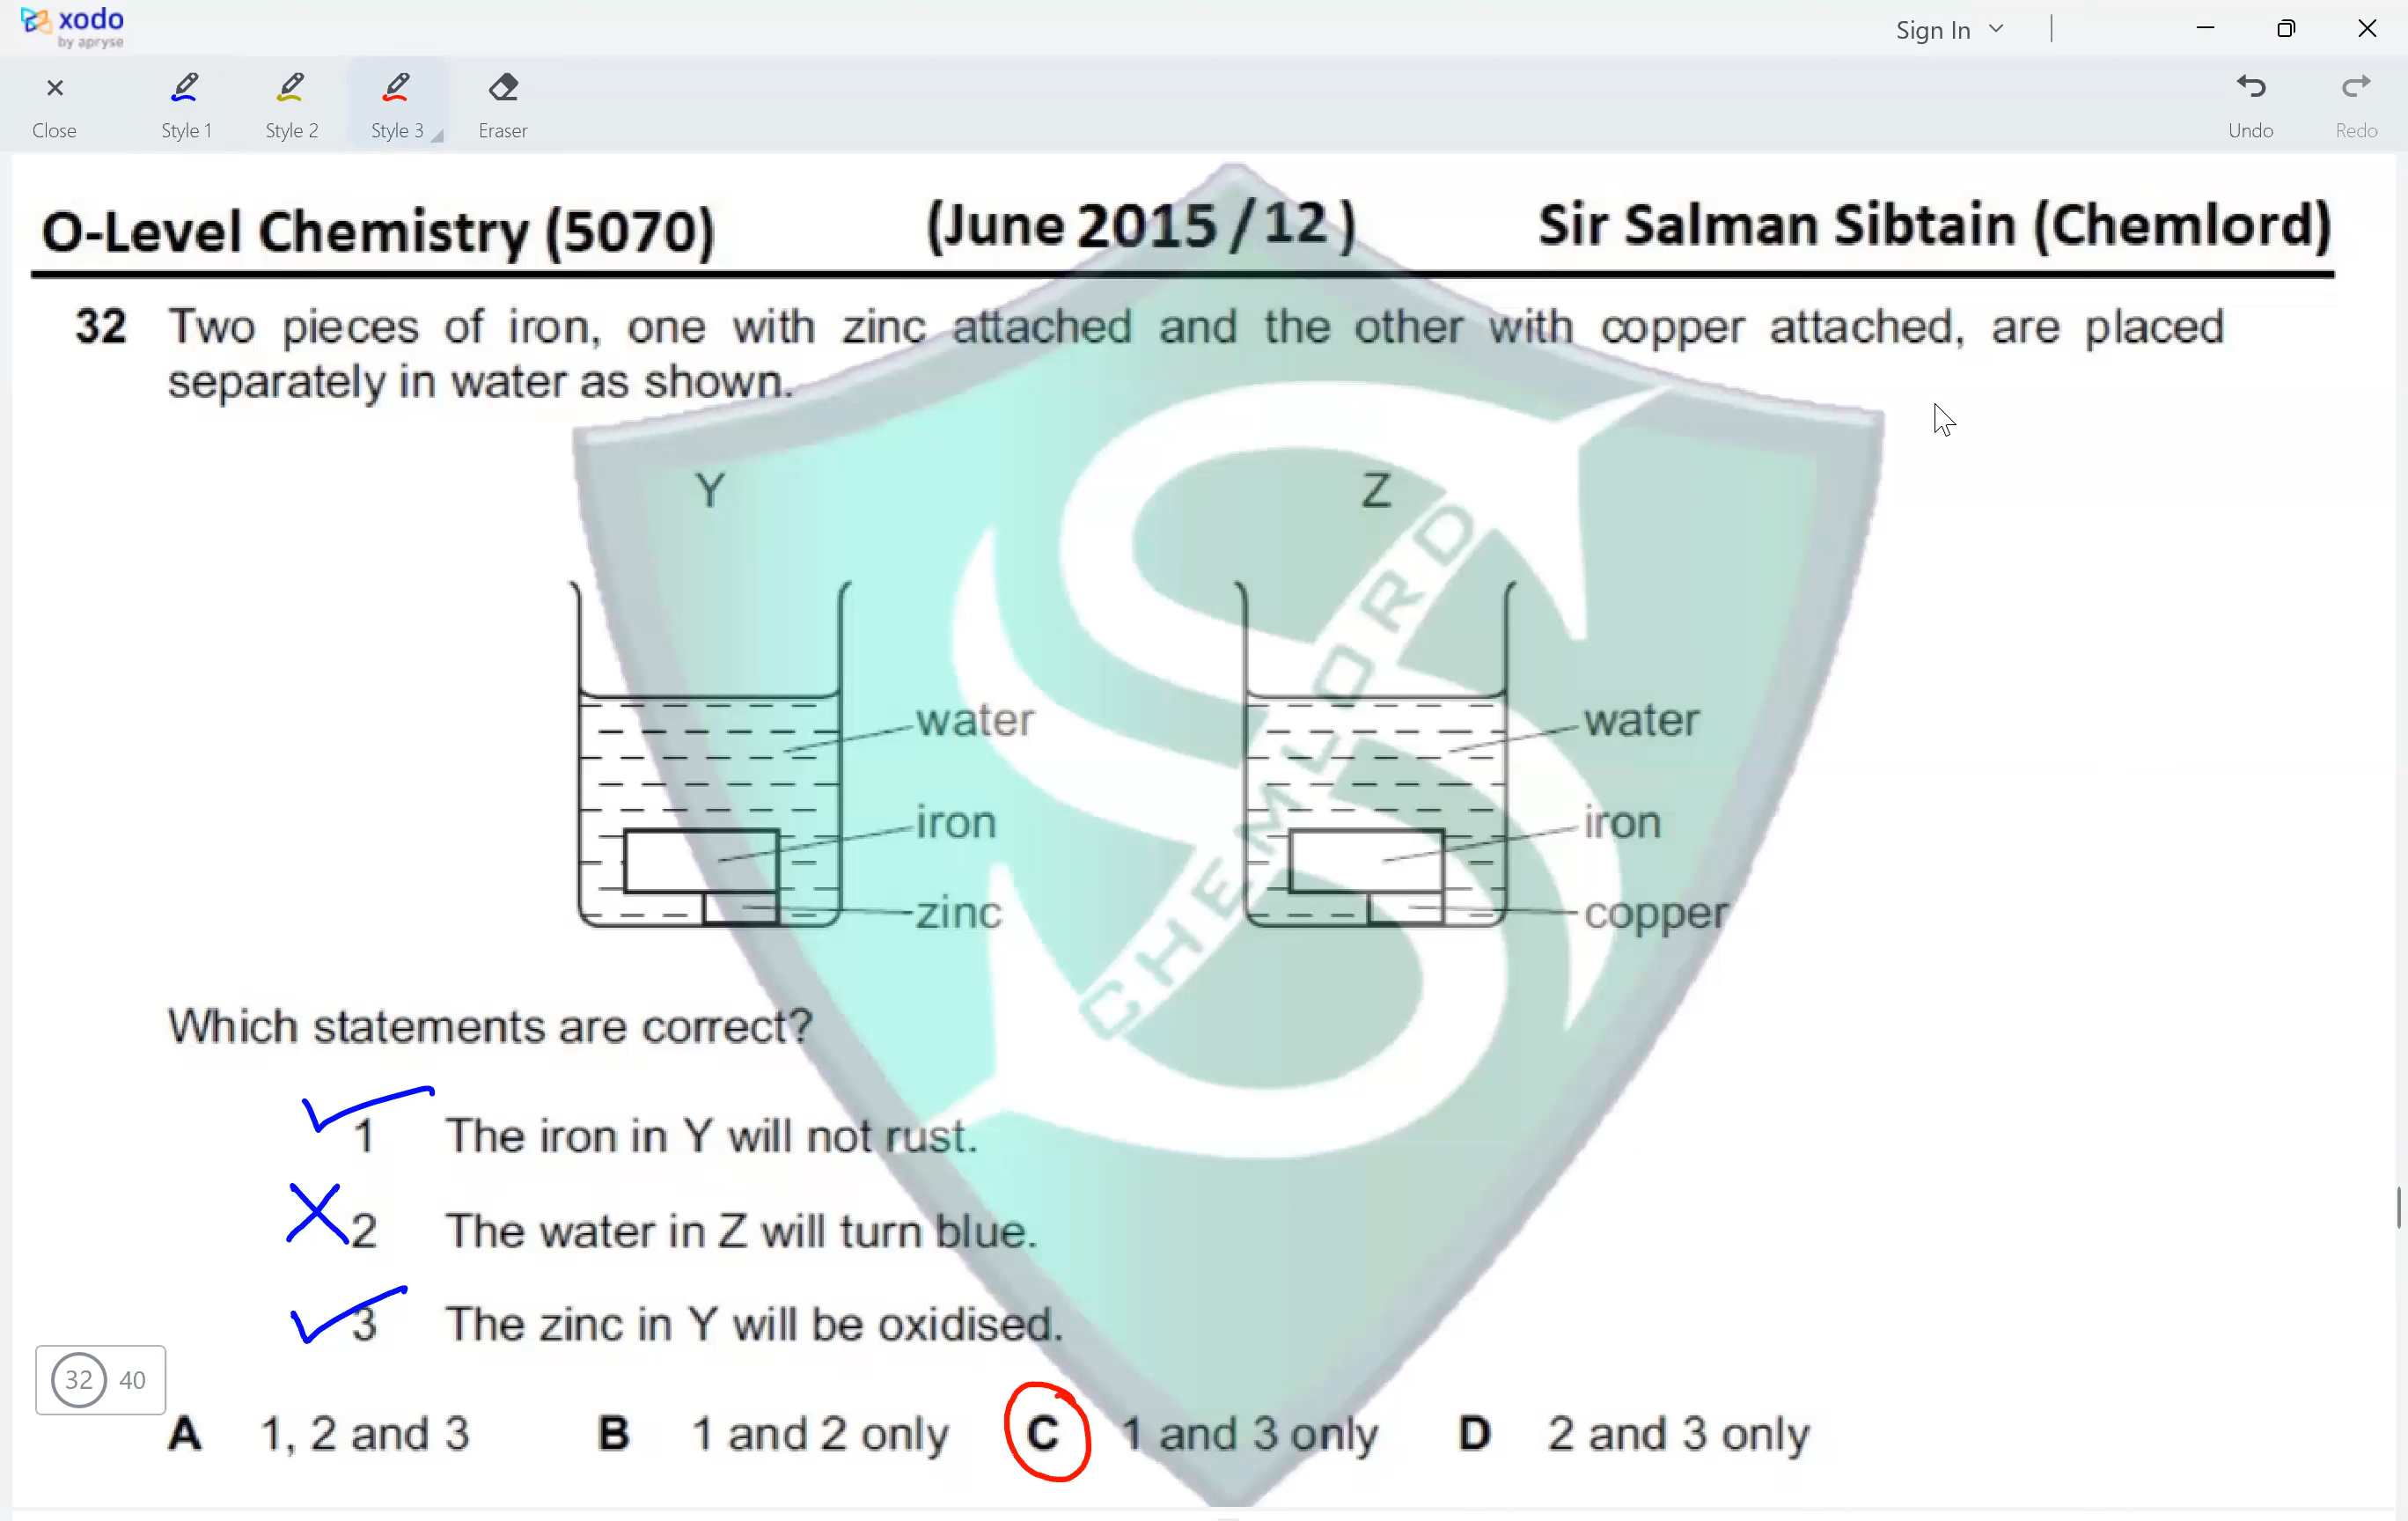 xodo
by apryse
Sign In
Close
Style 1
Style 2
Style 3
Eraser
Undo
Redo
O-Level Chemistry (5070) (June 2015 / 12 ) Sir Salman Sibtain (Chemlord)
32 Two pieces of iron, one with zinc attached and the other with copper attached, are placed
separately in water as shown.
Y
Z
CHEMLORD
water
iron
zinc
water
iron
copper
Which statements are correct?
1 The iron in Y will not rust.
2 The water in Z will turn blue.
3 The zinc in Y will be oxidised.
32 40
A 1, 2 and 3 B 1 and 2 only C 1 and 3 only D 2 and 3 only